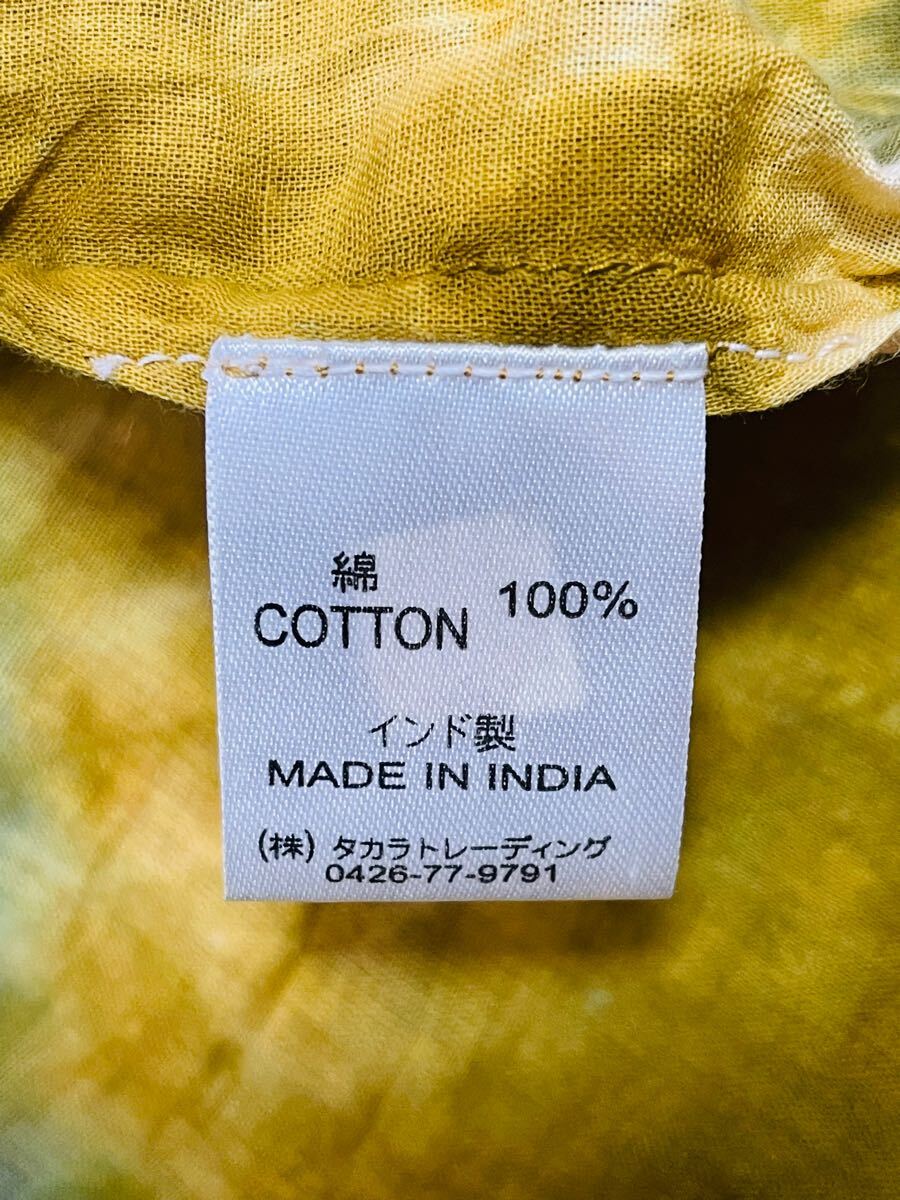 綿
COTTON 100%
インド製
MADE IN INDIA
(株) タカラトレーディング
0426-77-9791